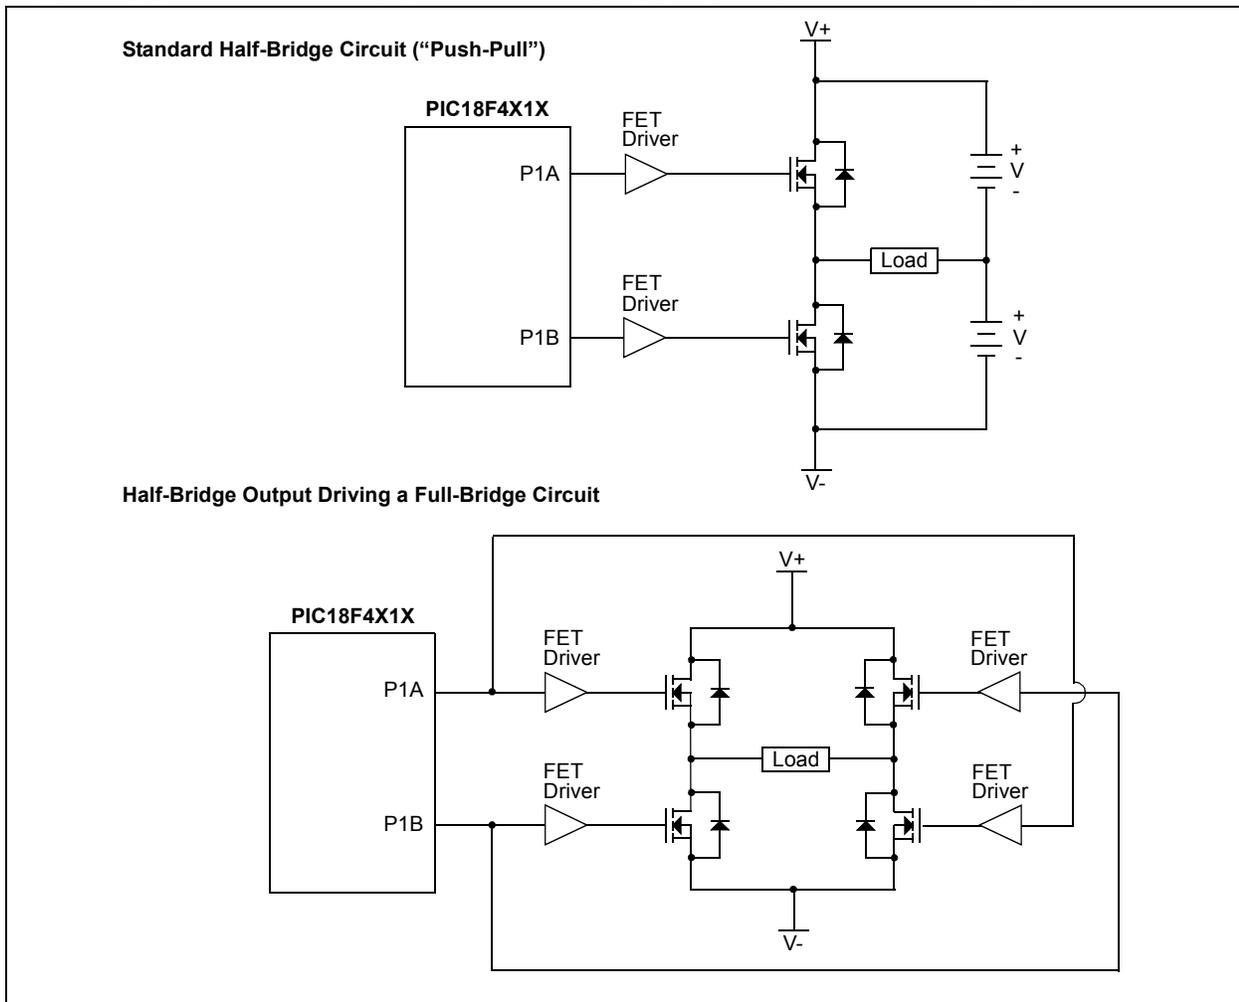 Standard Half-Bridge Circuit (“Push-Pull”)
V+
PIC18F4X1X
FET
Driver
P1A
+
V
-
Load
FET
Driver
P1B
+
V
-
V-
Half-Bridge Output Driving a Full-Bridge Circuit
V+
PIC18F4X1X
FET
Driver
FET
Driver
P1A
Load
FET
Driver
FET
Driver
P1B
V-